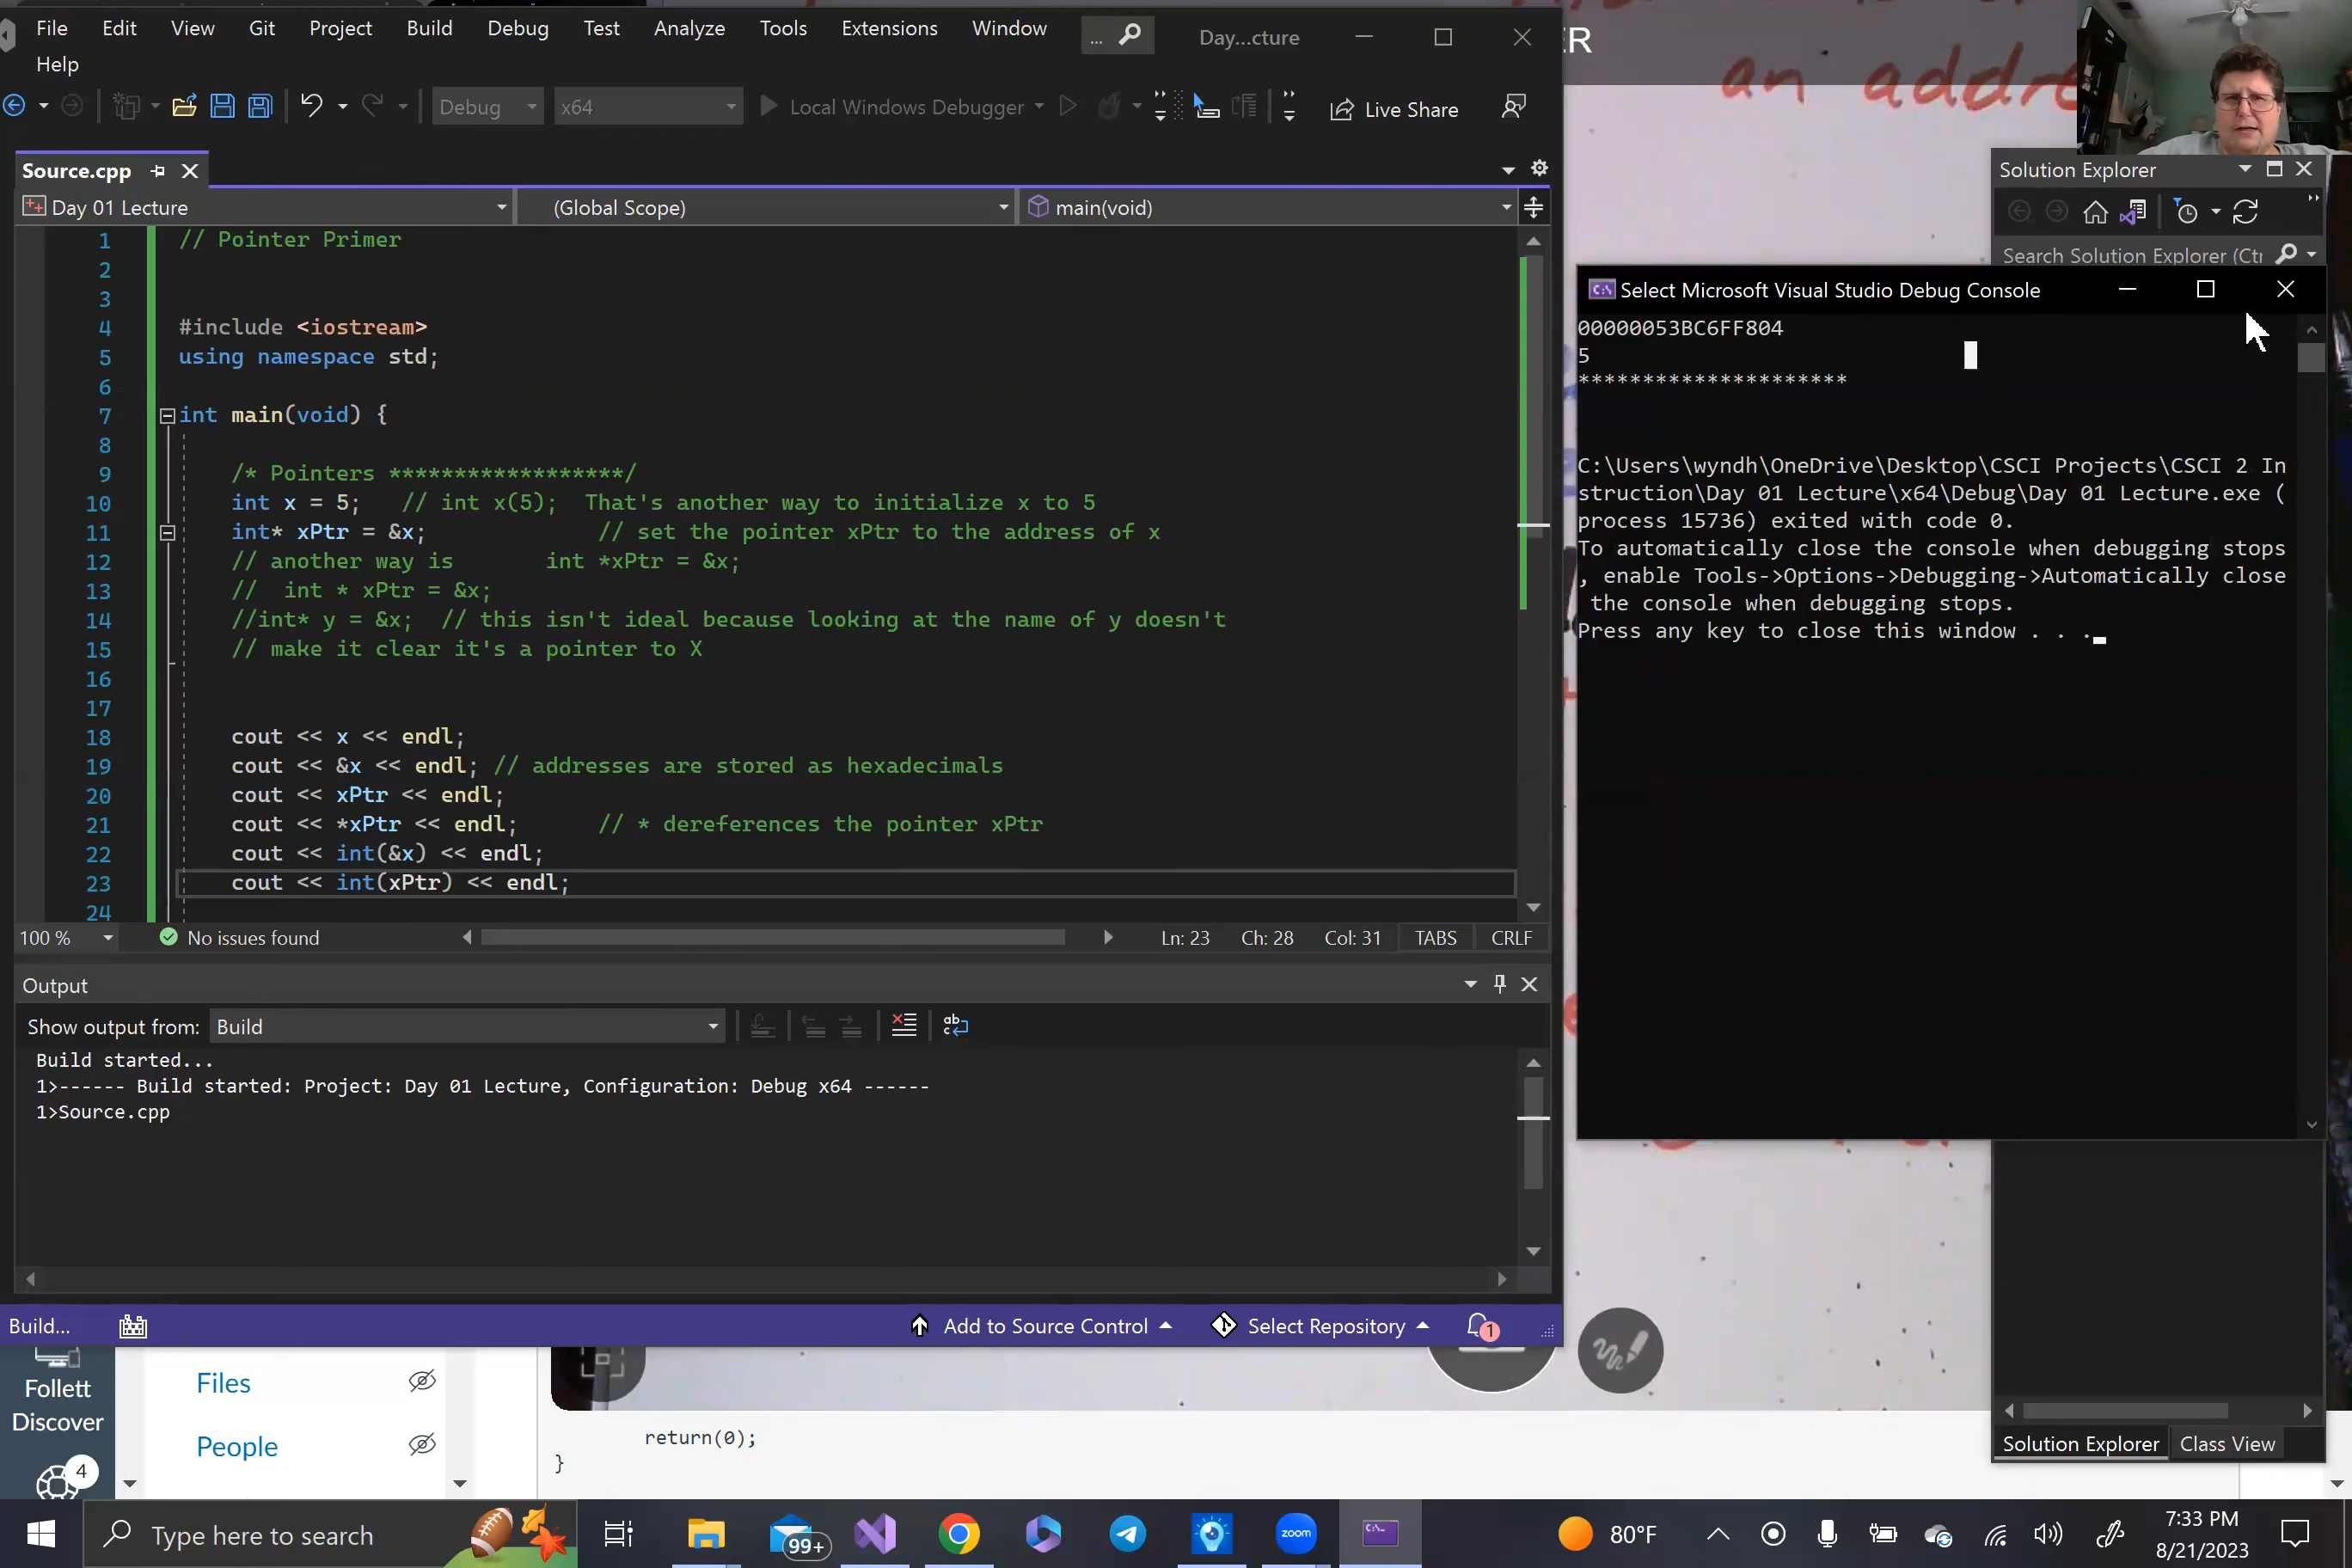 File Edit View Git Project Build Debug Test Analyze Tools Extensions Window ... Day...cture
Help
Debug x64 Local Windows Debugger Live Share
Source.cpp
Day 01 Lecture (Global Scope) main(void)
1 // Pointer Primer
2
3
4 #include <iostream>
5 using namespace std;
6
7 int main(void) {
8
9 /* Pointers ******************/
10 int x = 5; // int x(5); That's another way to initialize x to 5
11 int* xPtr = &x; // set the pointer xPtr to the address of x
12 // another way is int *xPtr = &x;
13 // int * xPtr = &x;
14 //int* y = &x; // this isn't ideal because looking at the name of y doesn't
15 // make it clear it's a pointer to X
16
17
18 cout << x << endl;
19 cout << &x << endl; // addresses are stored as hexadecimals
20 cout << xPtr << endl;
21 cout << *xPtr << endl; // * dereferences the pointer xPtr
22 cout << int(&x) << endl;
23 cout << int(xPtr) << endl;
24
100 % No issues found Ln: 23 Ch: 28 Col: 31 TABS CRLF
Output
Show output from: Build
Build started...
1>------ Build started: Project: Day 01 Lecture, Configuration: Debug x64 ------
1>Source.cpp
Build... Add to Source Control Select Repository 1
ER
an addre
Solution Explorer
Search Solution Explorer (Ctr
Select Microsoft Visual Studio Debug Console
00000053BC6FF804
5
*********************
C:\Users\wyndh\OneDrive\Desktop\CSCI Projects\CSCI 2 In
struction\Day 01 Lecture\x64\Debug\Day 01 Lecture.exe (
process 15736) exited with code 0.
To automatically close the console when debugging stops
, enable Tools->Options->Debugging->Automatically close
the console when debugging stops.
Press any key to close this window . . .
Solution Explorer Class View
Follett
Discover
4
Files
People
return(0);
}
Type here to search 99+ zoom 80°F 7:33 PM
8/21/2023